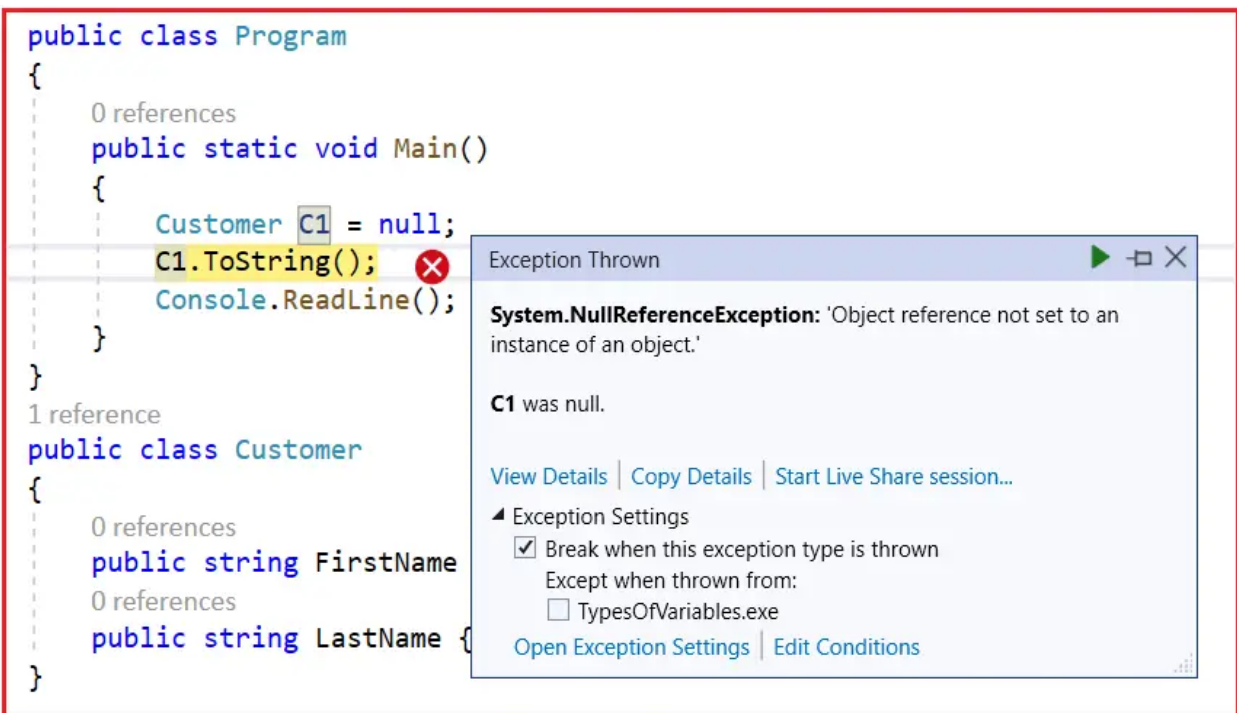 public class Program
{
0 references
public static void Main()
{
Customer C1 = null;
C1.ToString();
Console.ReadLine();
}
}
1 reference
public class Customer
{
0 references
public string FirstName
0 references
public string LastName {
}
Exception Thrown
System.NullReferenceException: 'Object reference not set to an
instance of an object.'
C1 was null.
View Details | Copy Details | Start Live Share session...
Exception Settings
Break when this exception type is thrown
Except when thrown from:
TypesOfVariables.exe
Open Exception Settings | Edit Conditions